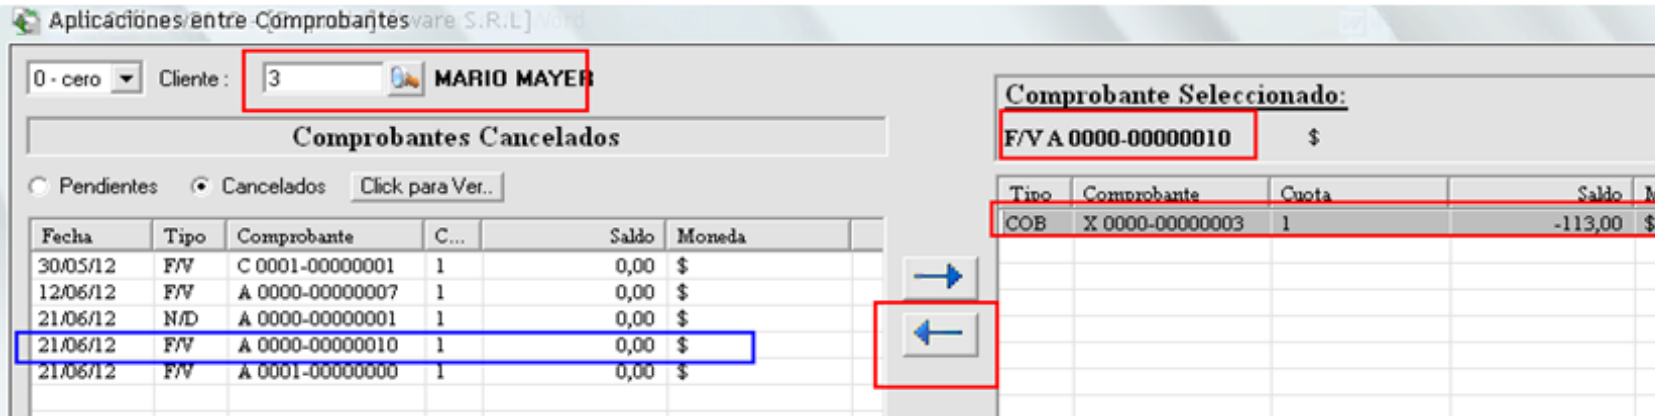 Aplicaciones entre Comprobantes
0 - cero Cliente : 3 MARIO MAYER
Comprobantes Cancelados
Pendientes Cancelados Click para Ver..
Fecha Tipo Comprobante C... Saldo Moneda
30/05/12 F/V C 0001-00000001 1 0,00 $
12/06/12 F/V A 0000-00000007 1 0,00 $
21/06/12 N/D A 0000-00000001 1 0,00 $
21/06/12 F/V A 0000-00000010 1 0,00 $
21/06/12 F/V A 0001-00000000 1 0,00 $
Comprobante Seleccionado:
F/V A 0000-00000010 $
Tipo Comprobante Cuota Saldo
COB X 0000-00000003 1 -113,00 $